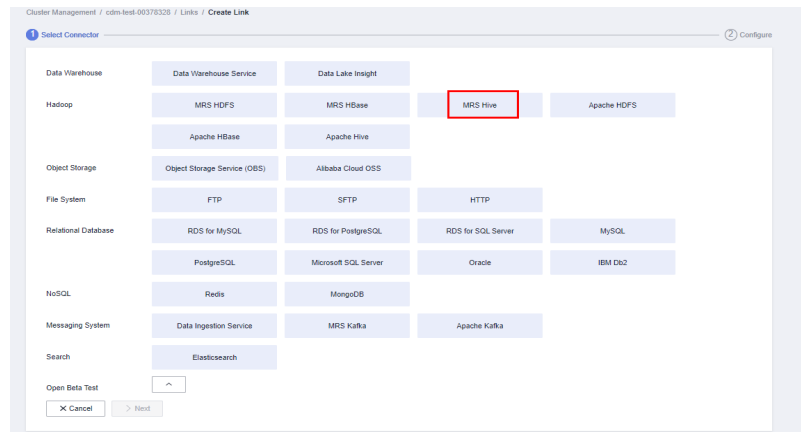 Cluster Management / cdm-test-00378328 / Links / Create Link
1 Select Connector 2 Configure
Data Warehouse Data Warehouse Service Data Lake Insight
Hadoop MRS HDFS MRS HBase MRS Hive Apache HDFS
Apache HBase Apache Hive
Object Storage Object Storage Service (OBS) Alibaba Cloud OSS
File System FTP SFTP HTTP
Relational Database RDS for MySQL RDS for PostgreSQL RDS for SQL Server MySQL
PostgreSQL Microsoft SQL Server Oracle IBM Db2
NoSQL Redis MongoDB
Messaging System Data Ingestion Service MRS Kafka Apache Kafka
Search Elasticsearch
Open Beta Test
Cancel Next